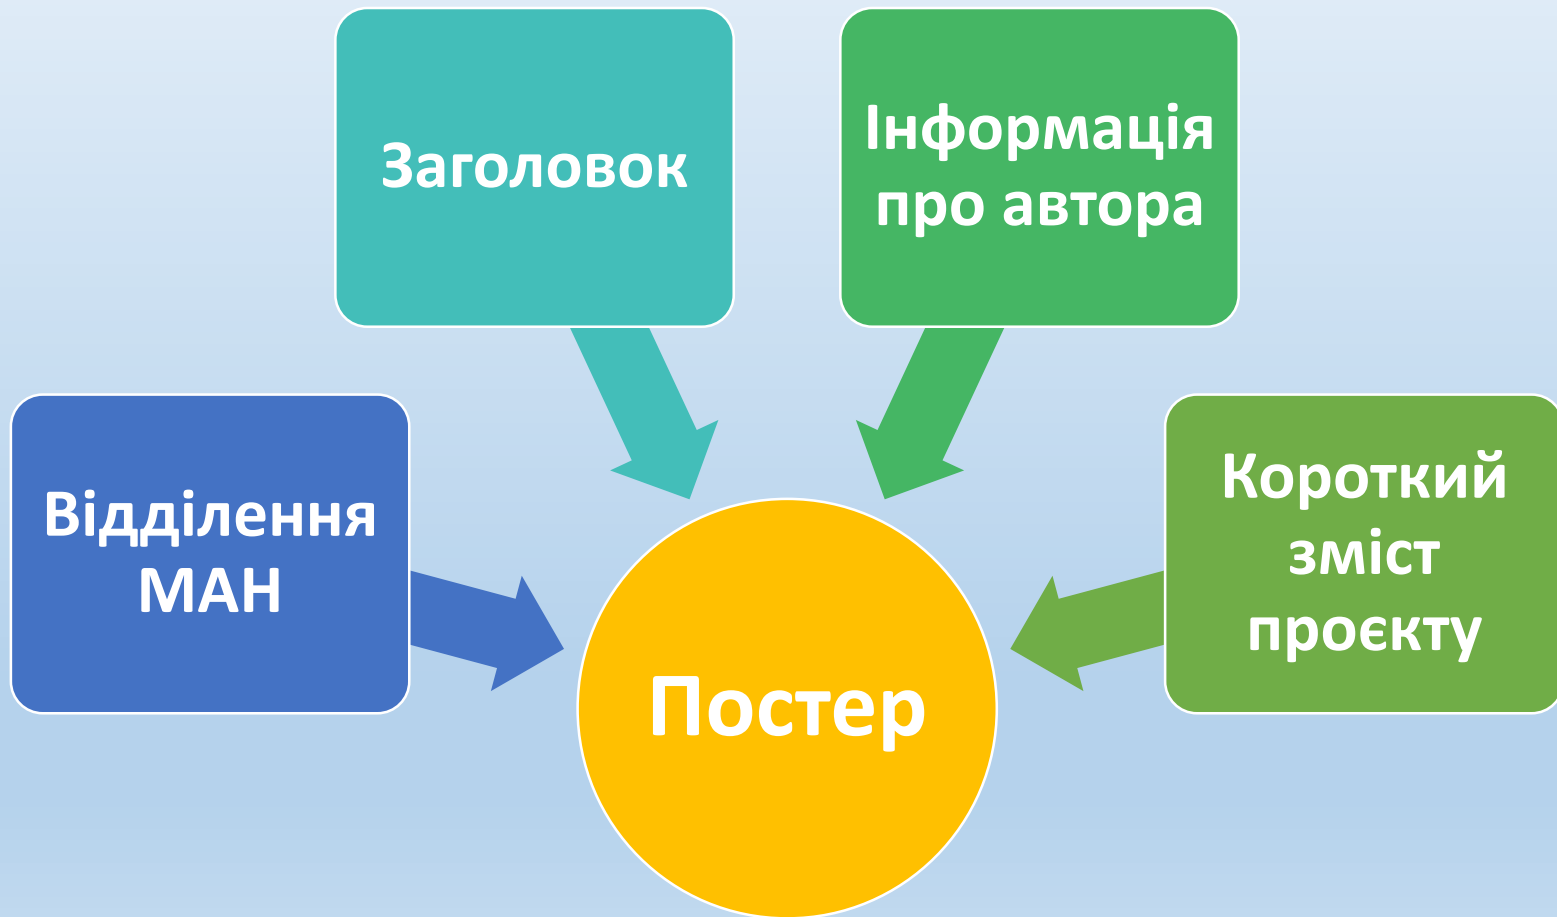 Заголовок
Інформація
про автора
Відділення
МАН
Короткий
зміст
проєкту
Постер